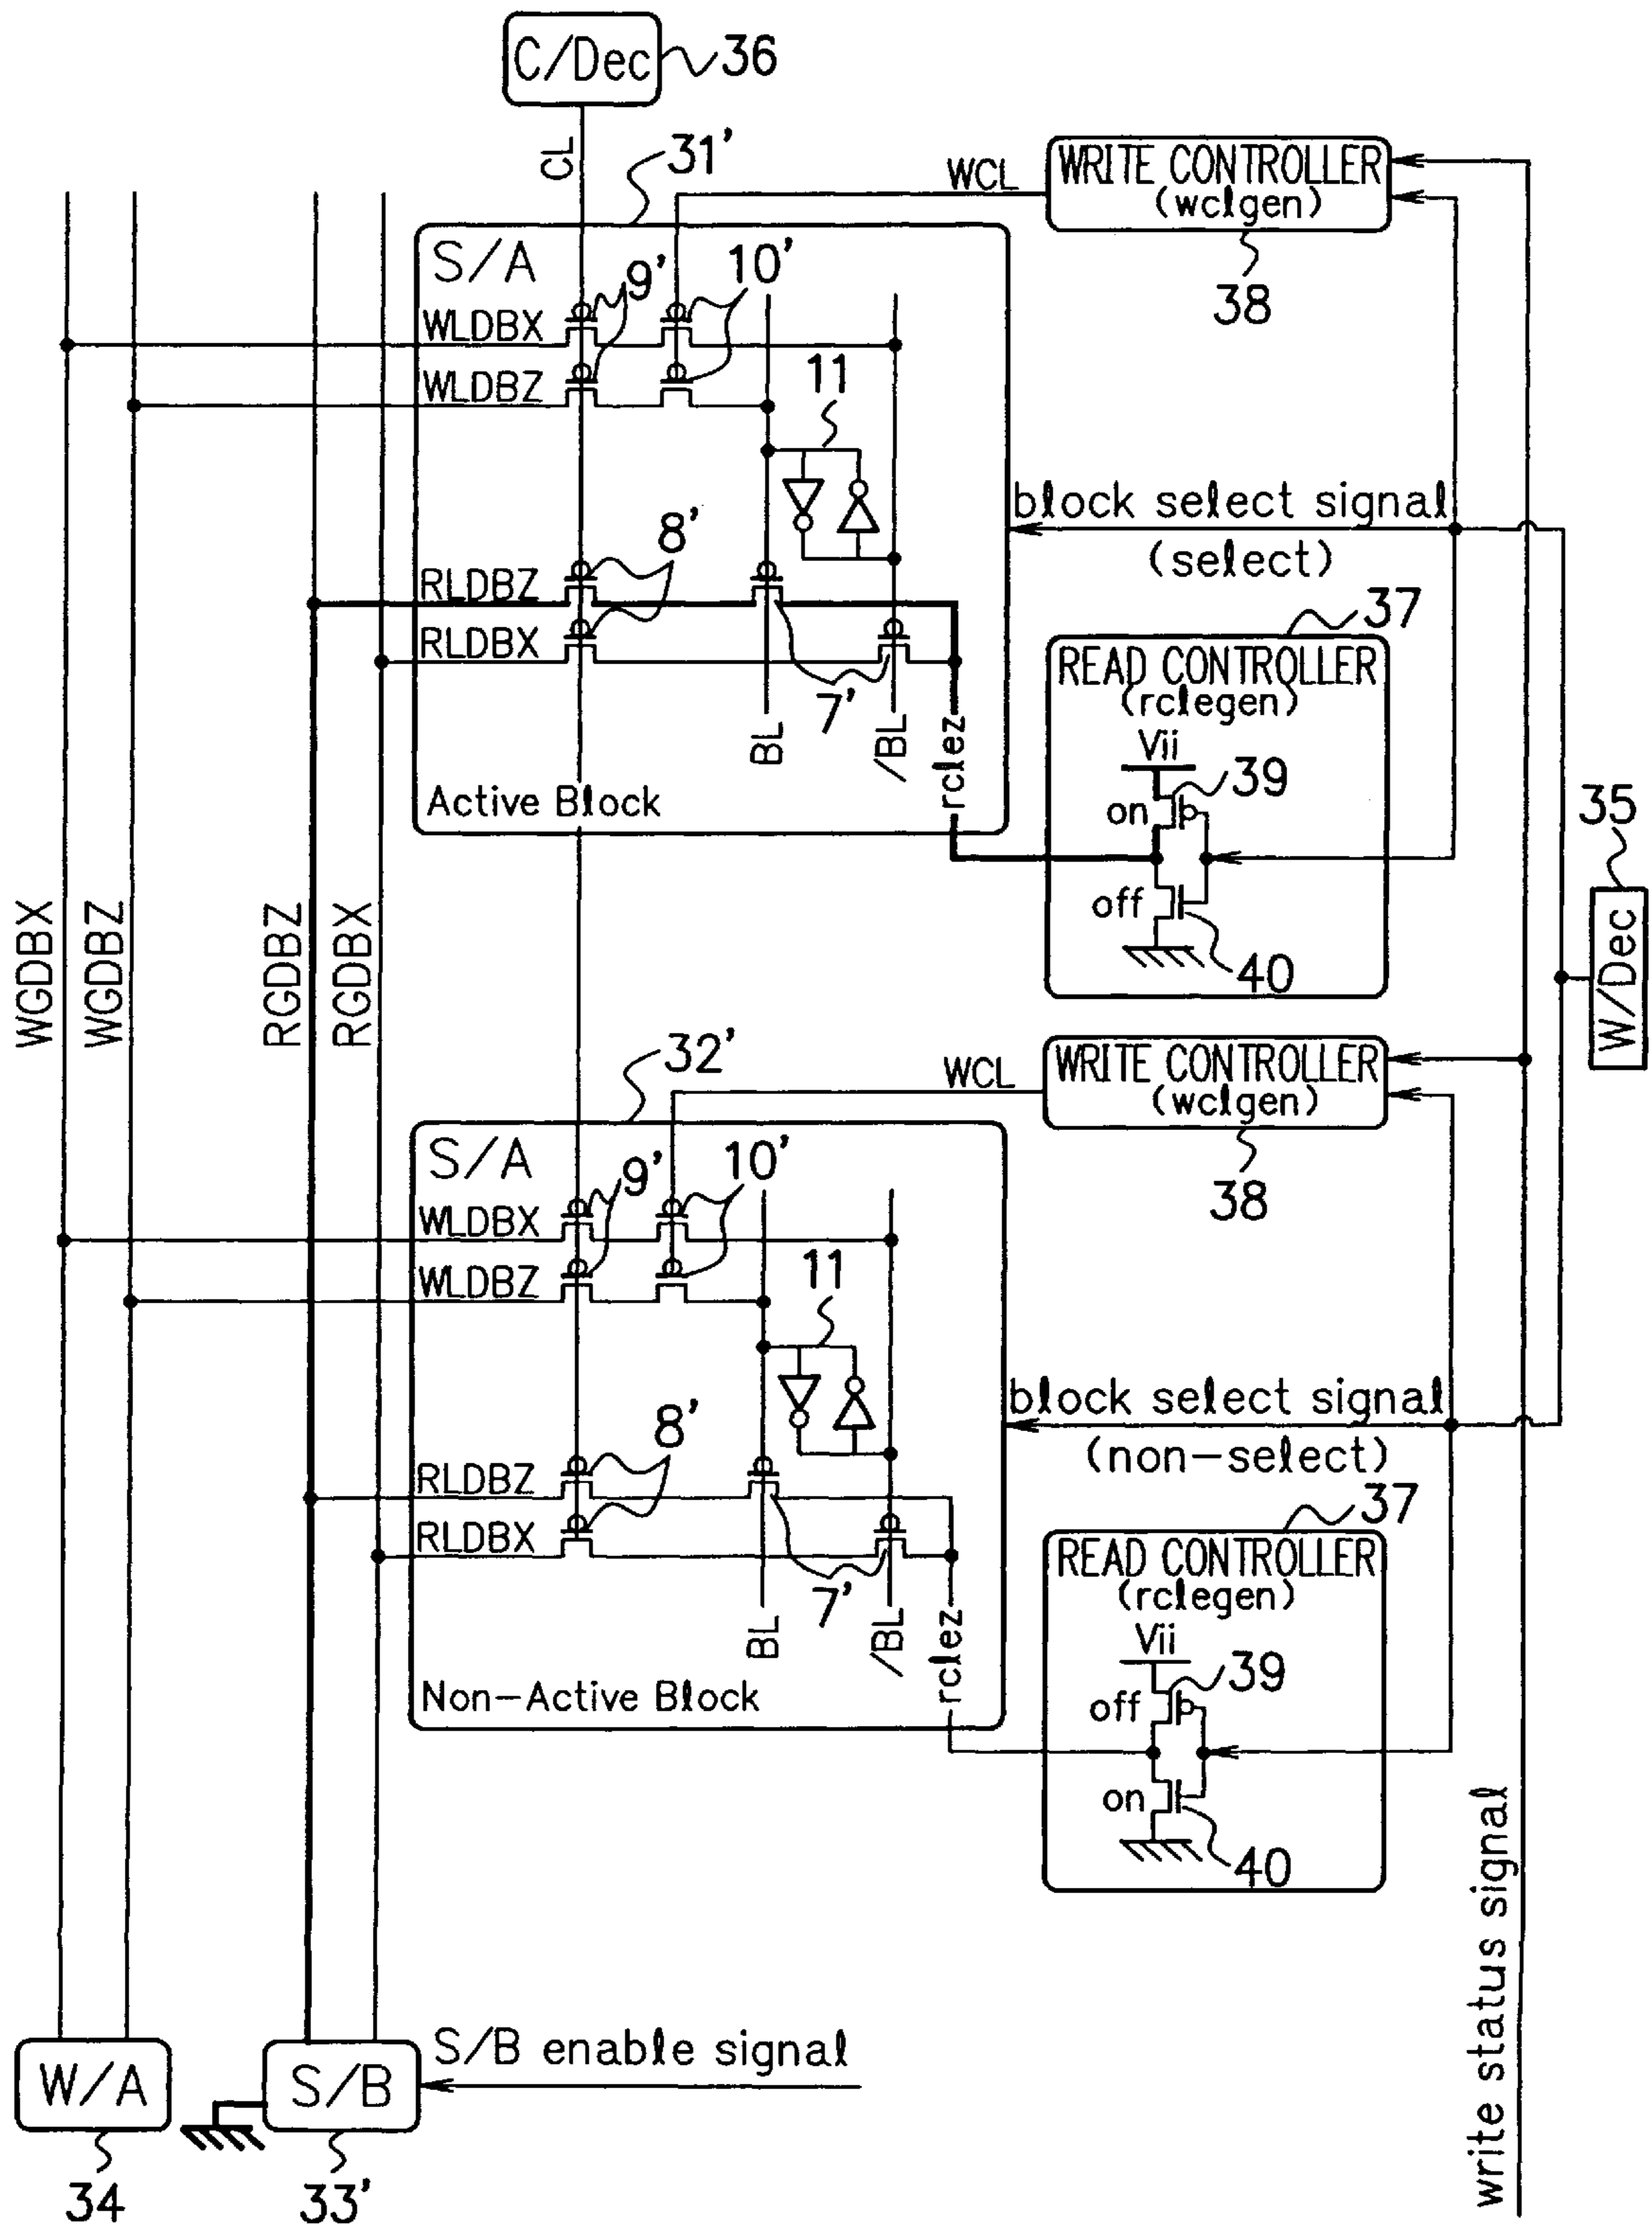 C/Dec
36
CL
31'
WCL
WRITE CONTROLLER
(wclgen)
38
S/A
9'
10'
WLDBX
WLDBZ
11
block select signal
(select)
8'
RLDBZ
RLDBX
7'
BL
/BL
rclez
Active Block
37
READ CONTROLLER
(rclegen)
Vii
39
on
off
40
35
W/Dec
WGDBX
WGDBZ
RGDBZ
RGDBX
32'
WCL
WRITE CONTROLLER
(wclgen)
38
S/A
9'
10'
WLDBX
WLDBZ
11
block select signal
(non-select)
8'
RLDBZ
RLDBX
7'
BL
/BL
rclez
Non-Active Block
37
READ CONTROLLER
(rclegen)
Vii
39
off
on
40
write status signal
S/B enable signal
W/A
S/B
34
33'